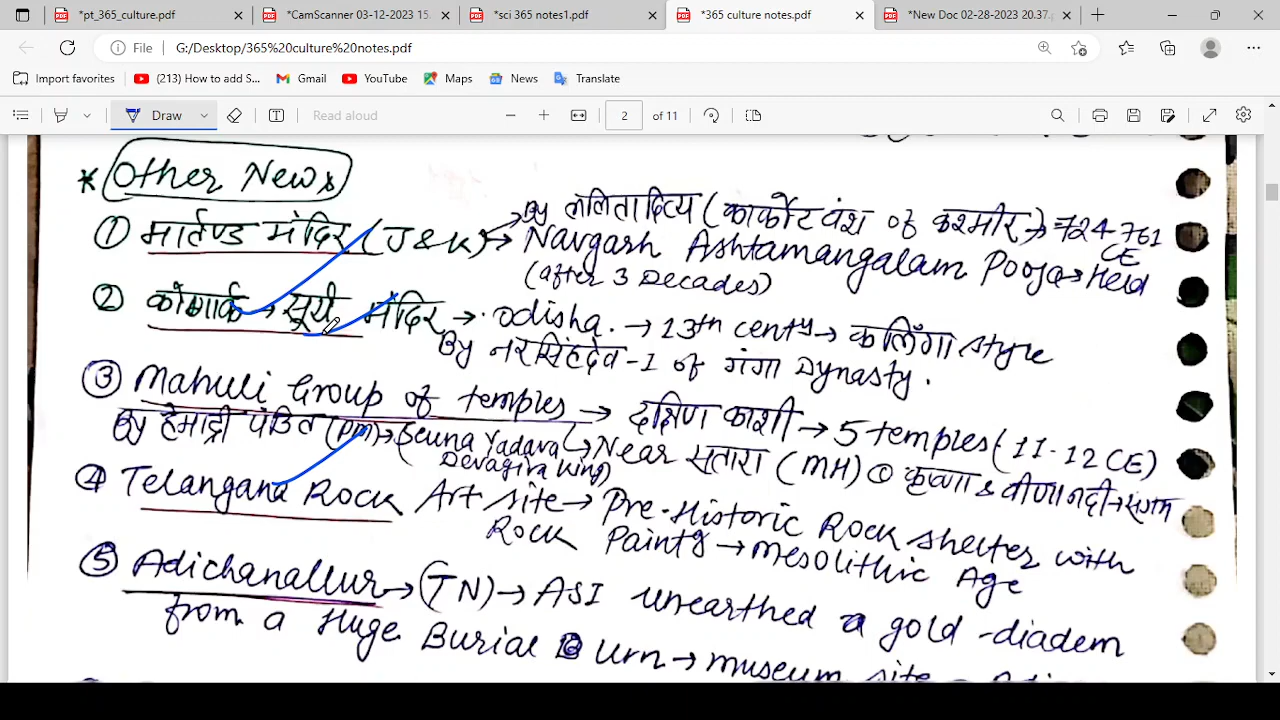 *pt_365_culture.pdf
*CamScanner 03-12-2023 15
*sci 365 notes1.pdf
*365 culture notes.pdf
*New Doc 02-28-2023 20.37.p
File G:/Desktop/365%20culture%20notes.pdf
Import favorites (213) How to add S... Gmail YouTube Maps News Translate
Draw Read aloud 2 of 11
* Other News
① मार्तण्ड मंदिर (J&K) → By ललितादित्य (कार्कोट वंश of कश्मीर) → 724-761 CE
→ Navgarh Ashtamangalam Pooja → Held
(after 3 Decades)
② कोणार्क → सूर्य मंदिर → odisha. → 13th centy → कलिंगा style
By नरसिंहदेव-1 of गंगा Dynasty.
③ Mahuli Group of temples → दक्षिण काशी → 5 temples (11-12 CE)
By हेमाद्री पंडित (PM) → (Seuna Yadava Devagira King) → Near सतारा (MH) @ कृष्णा & वीणा नदी → संगम
④ Telangana Rock Art site → Pre-Historic Rock shelter with
Rock Paintgs → Mesolithic Age
⑤ Adichanallur → (TN) → ASI unearthed a gold-diadem
from a Huge Burial Urn → museum site